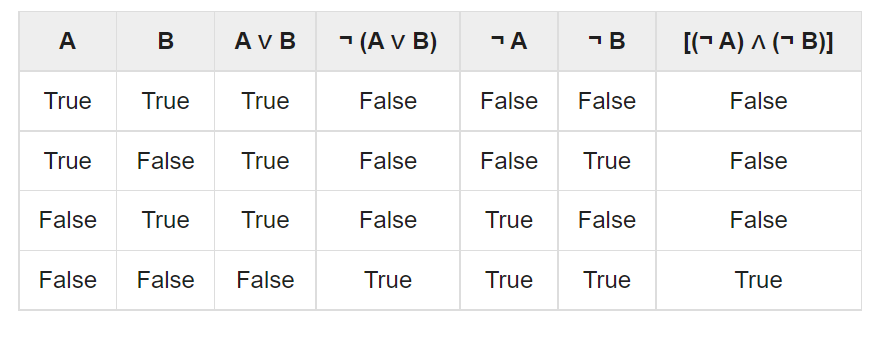 A B A ∨ B ¬ (A ∨ B) ¬ A ¬ B [(¬ A) ∧ (¬ B)]
True True True False False False False
True False True False False True False
False True True False True False False
False False False True True True True